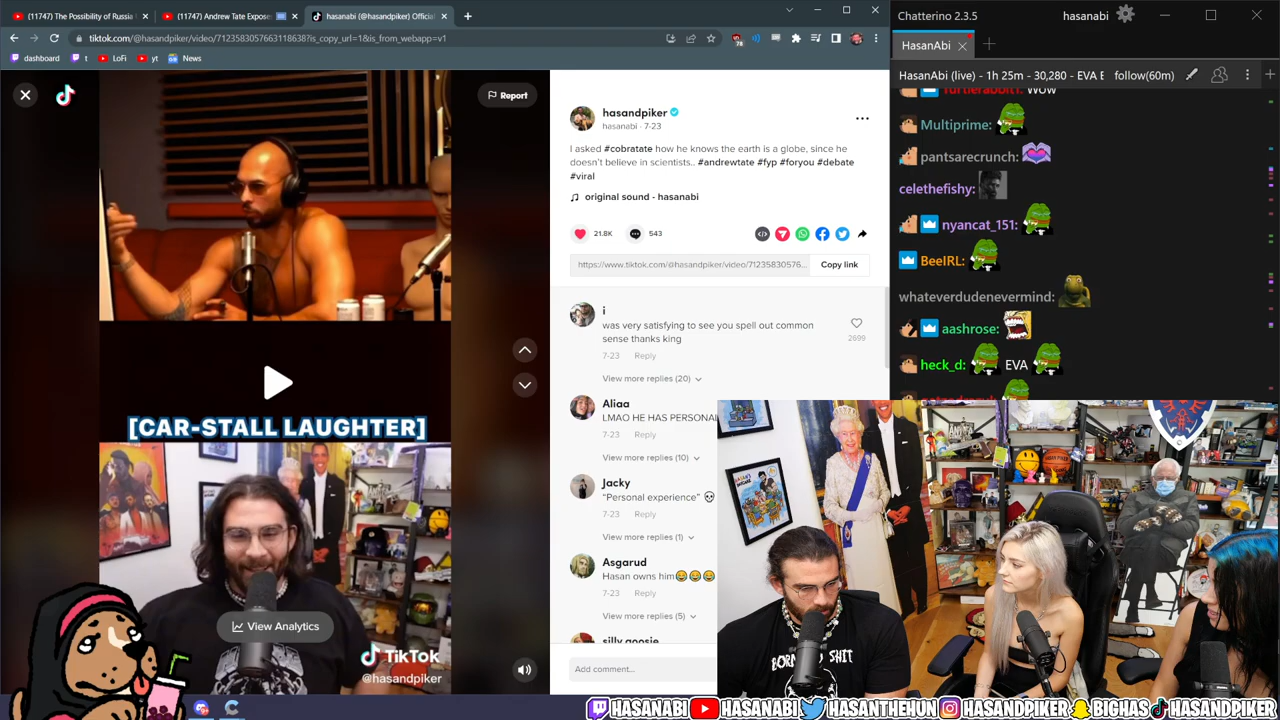 (11747) The Possibility of Russia
(11747) Andrew Tate Expose
hasanabi (@hasandpiker) Official
tiktok.com/@hasandpiker/video/7123583057663118638?is_copy_url=1&is_from_webapp=v1
78
dashboard
t
LoFi
yt
News
Report
[CAR-STALL LAUGHTER]
View Analytics
TikTok
@hasandpiker
hasandpiker
hasanabi · 7-23
I asked #cobratate how he knows the earth is a globe, since he
doesn't believe in scientists.. #andrewtate #fyp #foryou #debate
#viral
original sound - hasanabi
21.8K
543
https://www.tiktok.com/@hasandpiker/video/71235830576...
Copy link
i
was very satisfying to see you spell out common
sense thanks king
2699
7-23 Reply
View more replies (20)
Aliaa
LMAO HE HAS PERSONAL
7-23 Reply
View more replies (10)
Jacky
"Personal experience" 💀
7-23 Reply
View more replies (1)
Asgarud
Hasan owns him😂😂😂
7-23 Reply
View more replies (5)
silly goosie
Add comment...
Chatterino 2.3.5
hasanabi
HasanAbi
HasanAbi (live) - 1h 25m - 30,280 - EVA E
follow(60m)
Turtlerabbit1: Wow
Multiprime:
pantsarecrunch:
celethefishy:
nyancat_151:
BeeIRL:
whateverdudenevermind:
aashrose:
heck_d: EVA
HASANABI
HASANABI
HASANTHEHUN
HASANDPIKER
BIGHAS
HASANDPIKER